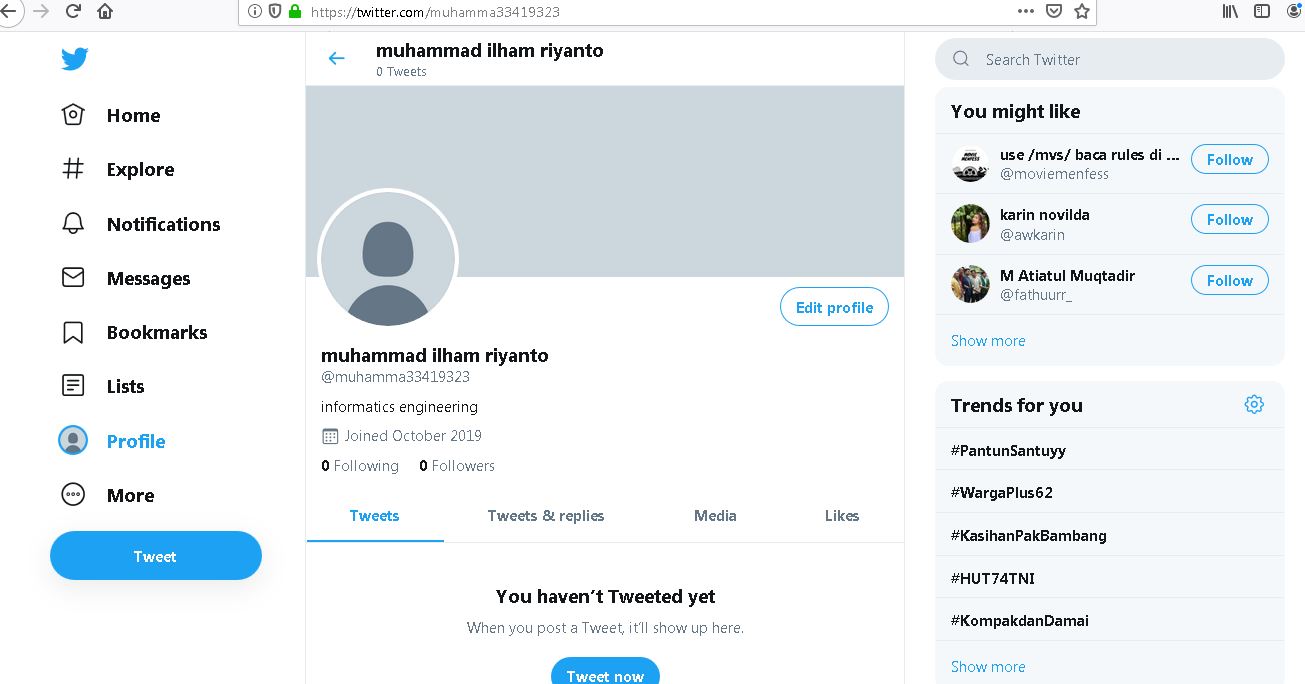 https://twitter.com/muhamma33419323
Home
Explore
Notifications
Messages
Bookmarks
Lists
Profile
More
Tweet
muhammad ilham riyanto
0 Tweets
Edit profile
muhammad ilham riyanto
@muhamma33419323
informatics engineering
Joined October 2019
0 Following 0 Followers
Tweets Tweets & replies Media Likes
You haven’t Tweeted yet
When you post a Tweet, it’ll show up here.
Tweet now
Search Twitter
You might like
use /mvs/ baca rules di ...
@moviemenfess
Follow
karin novilda
@awkarin
Follow
M Atiatul Muqtadir
@fathuurr_
Follow
Show more
Trends for you
#PantunSantuyy
#WargaPlus62
#KasihanPakBambang
#HUT74TNI
#KompakdanDamai
Show more